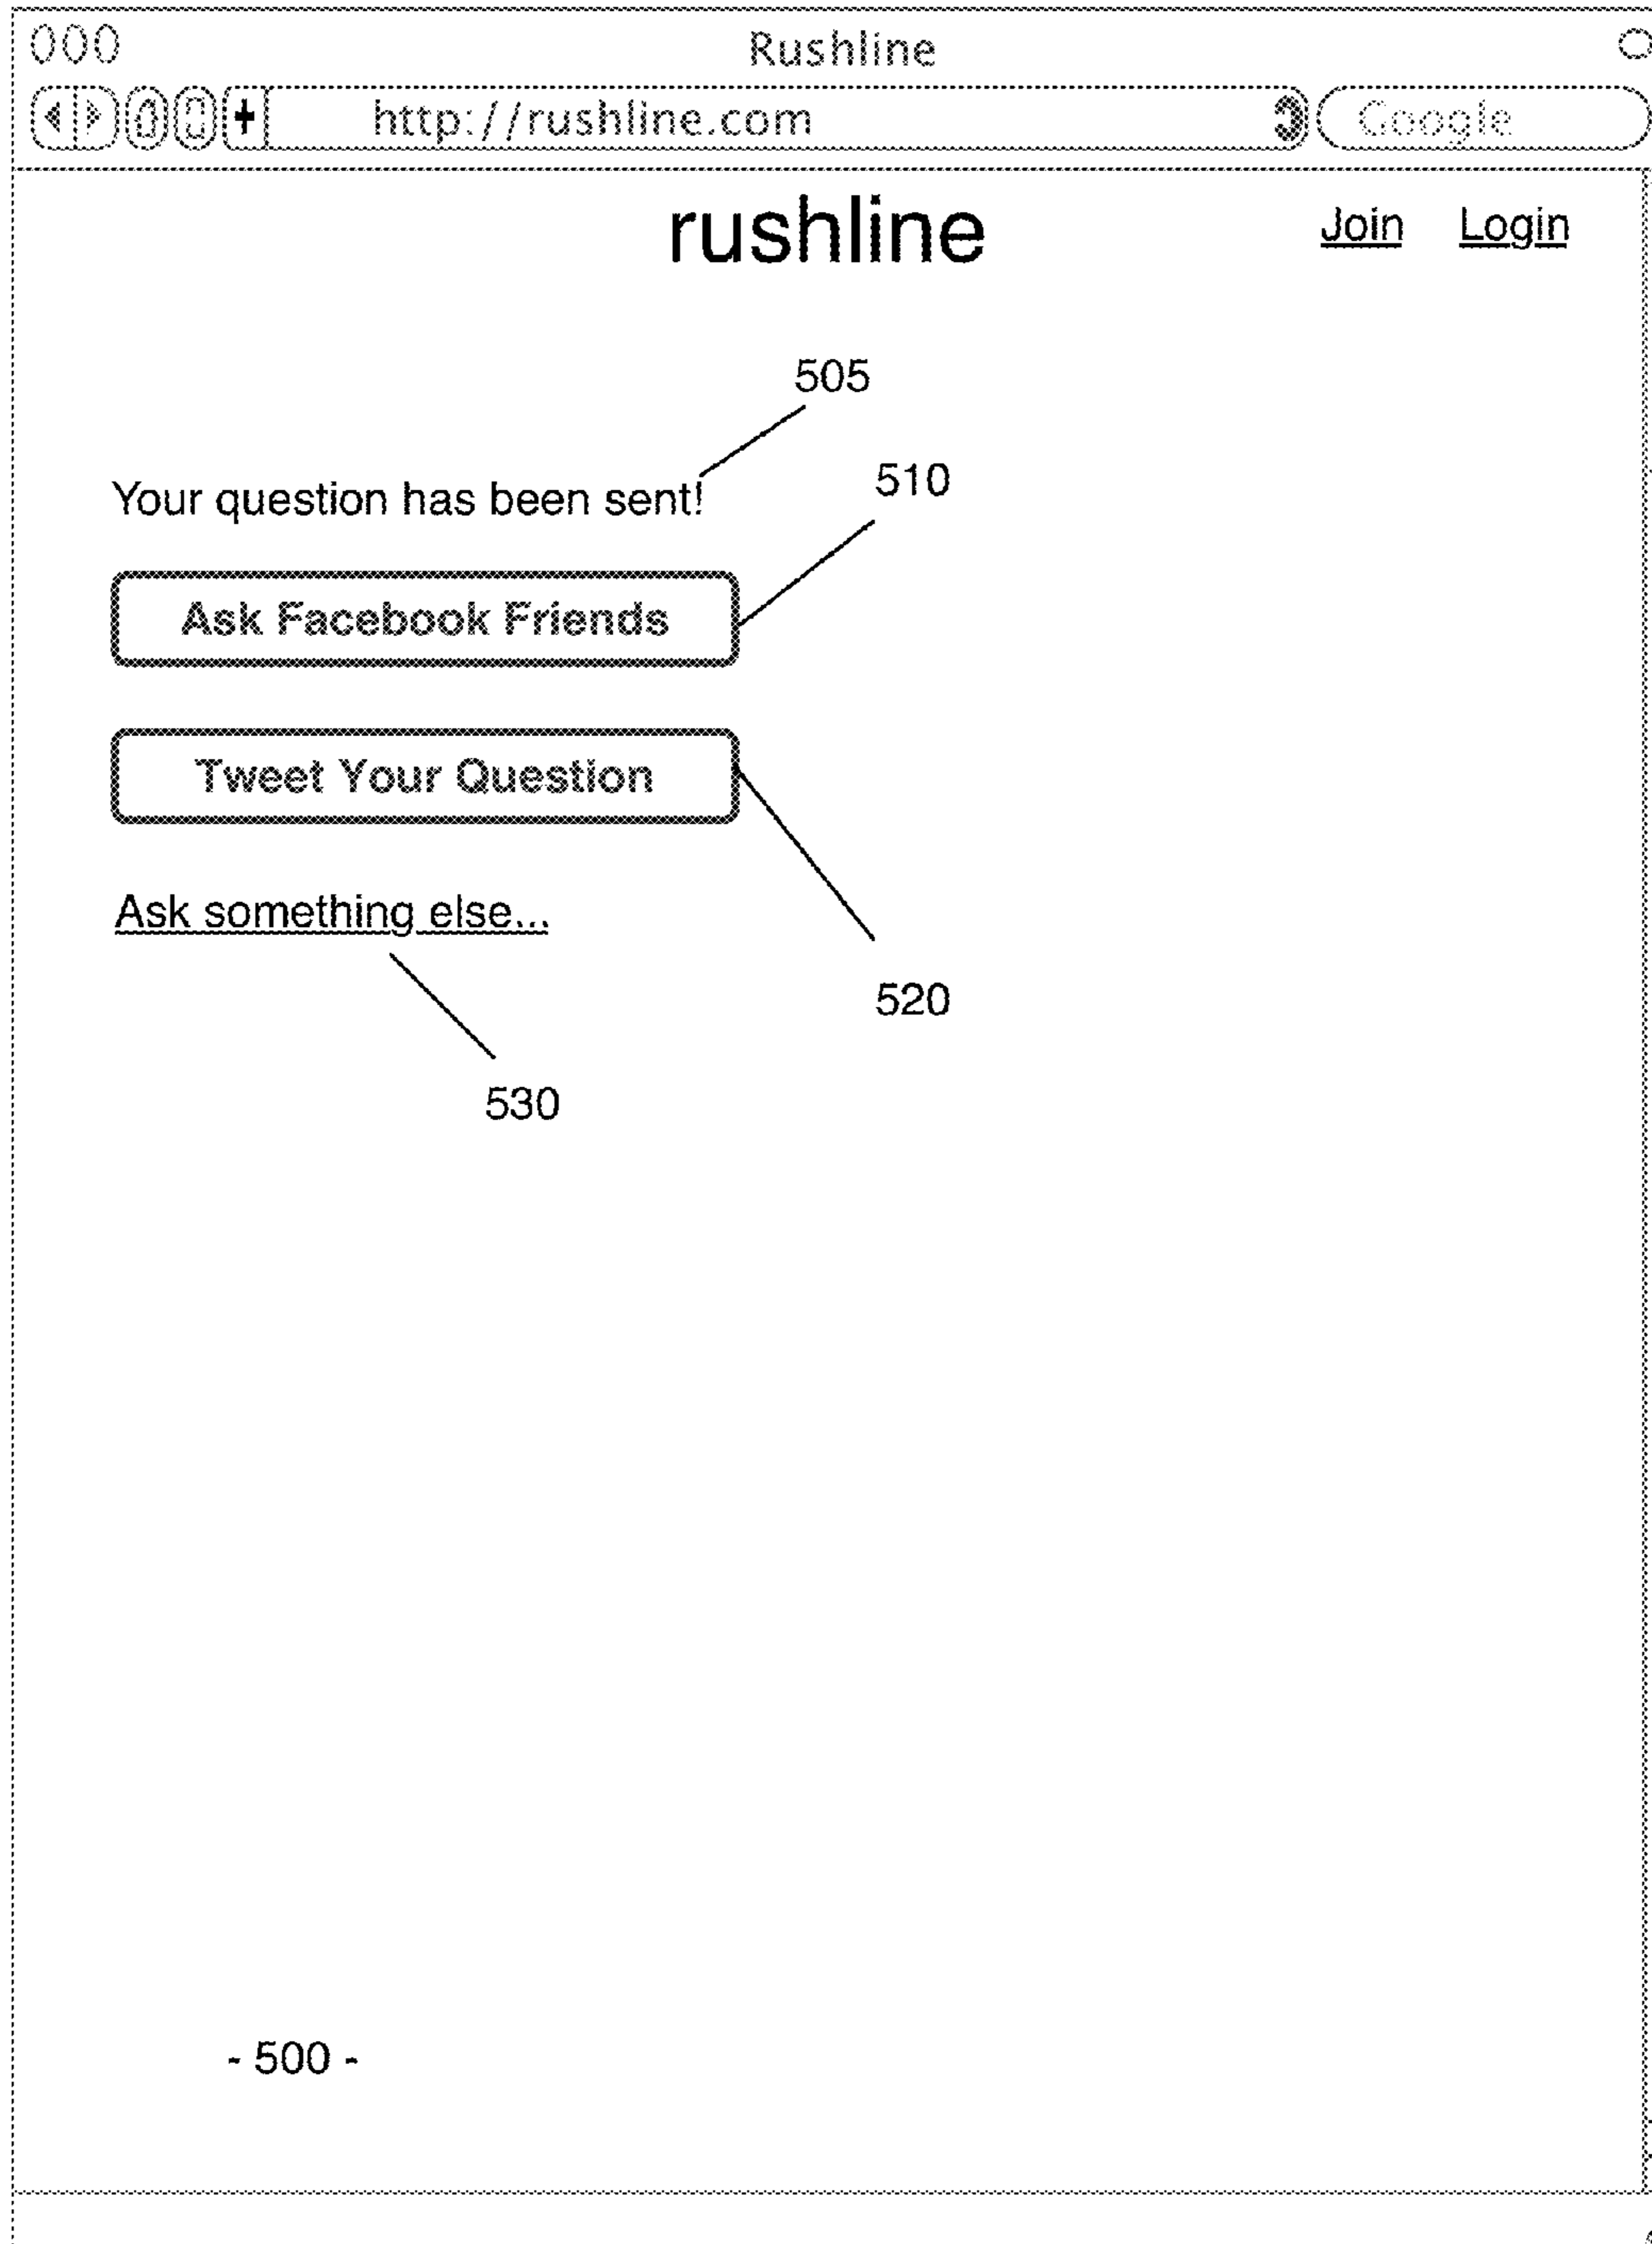 Rushline
http://rushline.com
Google
rushline
Join Login
505
Your question has been sent!
510
Ask Facebook Friends
Tweet Your Question
Ask something else...
520
530
- 500 -